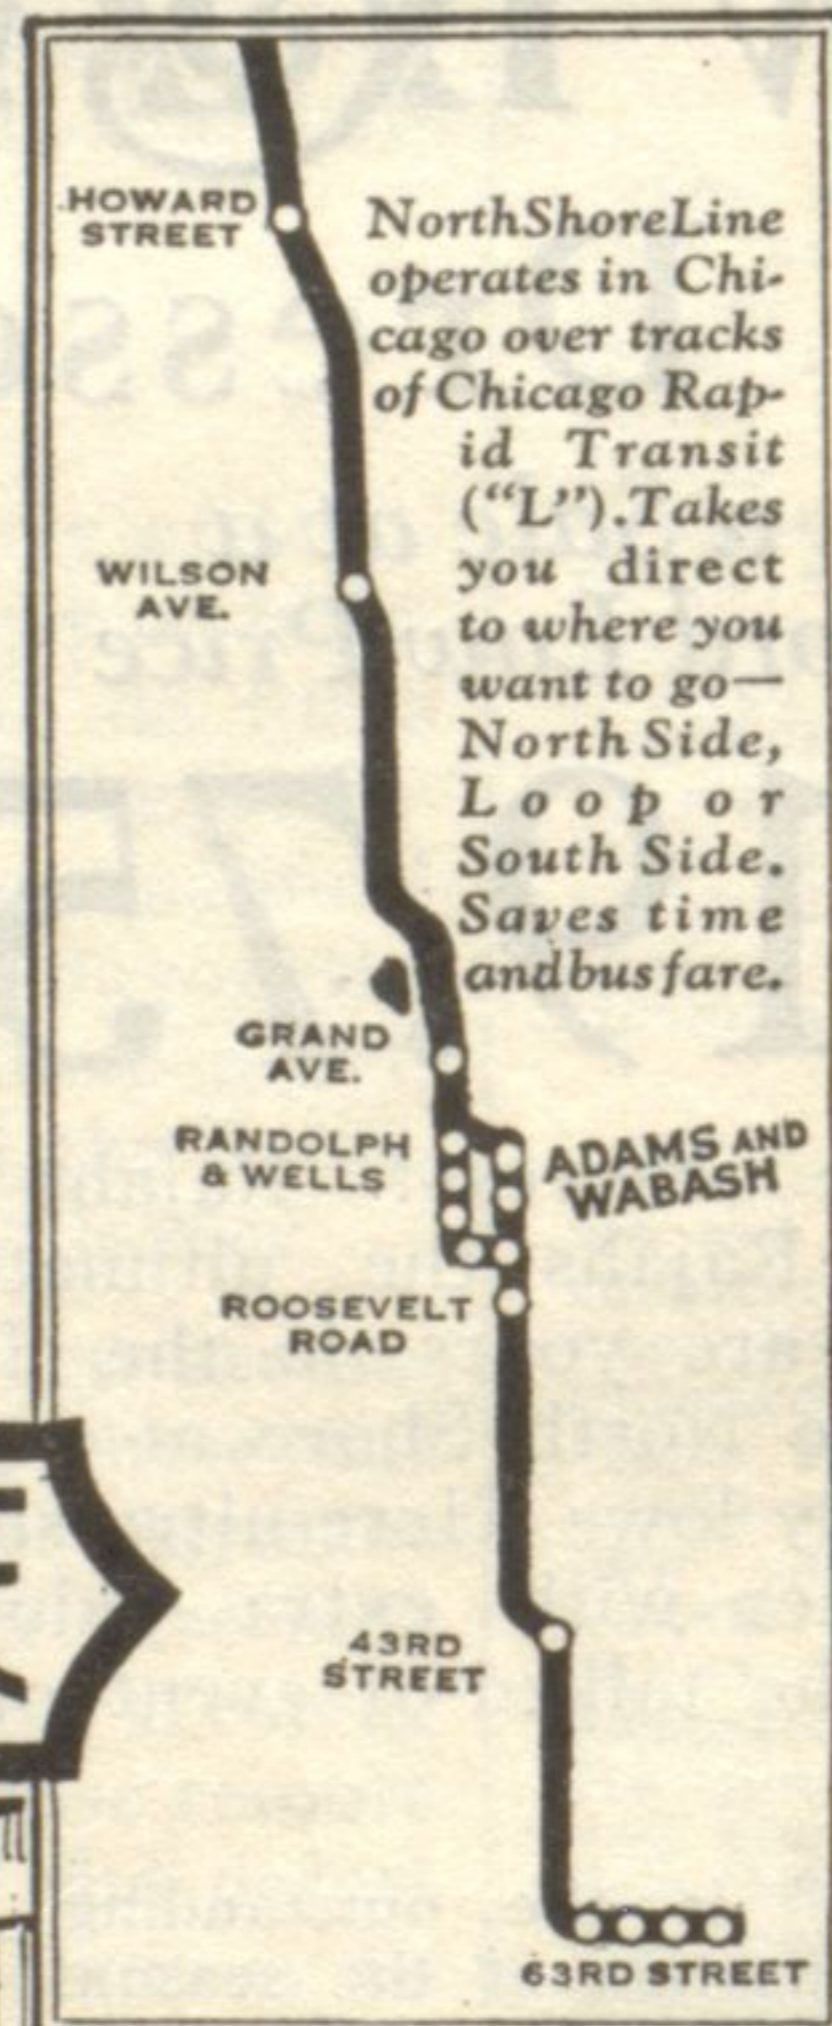 HOWARD
STREET
NorthShoreLine
operates in Chi-
cago over tracks
of Chicago Rap-
id Transit
("L").Takes
you direct
to where you
want to go—
North Side,
Loop or
South Side.
Saves time
and bus fare.
WILSON
AVE.
GRAND
AVE.
RANDOLPH
& WELLS
ADAMS AND
WABASH
ROOSEVELT
ROAD
43RD
STREET
63RD STREET